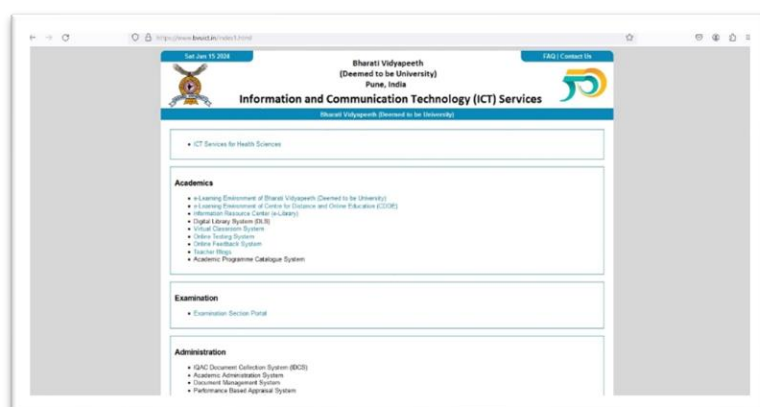 https://www.bvuict.in/index1.html
Sat Jan 15 2024
FAQ | Contact Us
Bharati Vidyapeeth
(Deemed to be University)
Pune, India
Information and Communication Technology (ICT) Services
Bharati Vidyapeeth (Deemed to be University)
ICT Services for Health Sciences
Academics
e-Learning Environment of Bharati Vidyapeeth (Deemed to be University)
e-Learning Environment of Centre for Distance and Online Education (CDOE)
Information Resource Center (e-Library)
Digital Library System (DLS)
Virtual Classroom System
Online Testing System
Online Feedback System
Teacher Blogs
Academic Programme Catalogue System
Examination
Examination Section Portal
Administration
IQAC Document Collection System (IDCS)
Academic Administration System
Document Management System
Performance Based Appraisal System